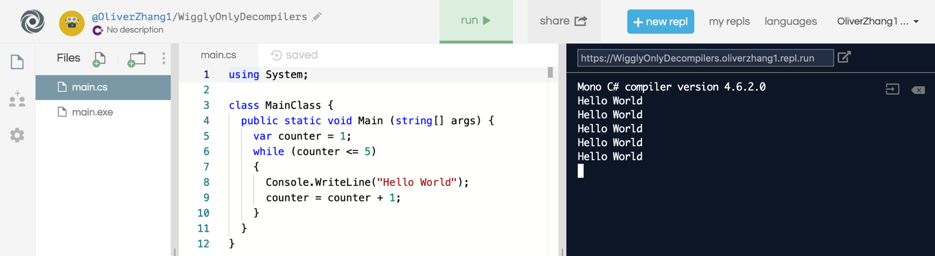 @OliverZhang1/WigglyOnlyDecompilers
No description
run
share
+ new repl
my repls
languages
OliverZhang1 ...
Files
main.cs
main.exe
main.cs
saved
1 using System;
2
3 class MainClass {
4   public static void Main (string[] args) {
5     var counter = 1;
6     while (counter <= 5)
7     {
8       Console.WriteLine("Hello World");
9       counter = counter + 1;
10     }
11   }
12 }
https://WigglyOnlyDecompilers.oliverzhang1.repl.run
Mono C# compiler version 4.6.2.0
Hello World
Hello World
Hello World
Hello World
Hello World